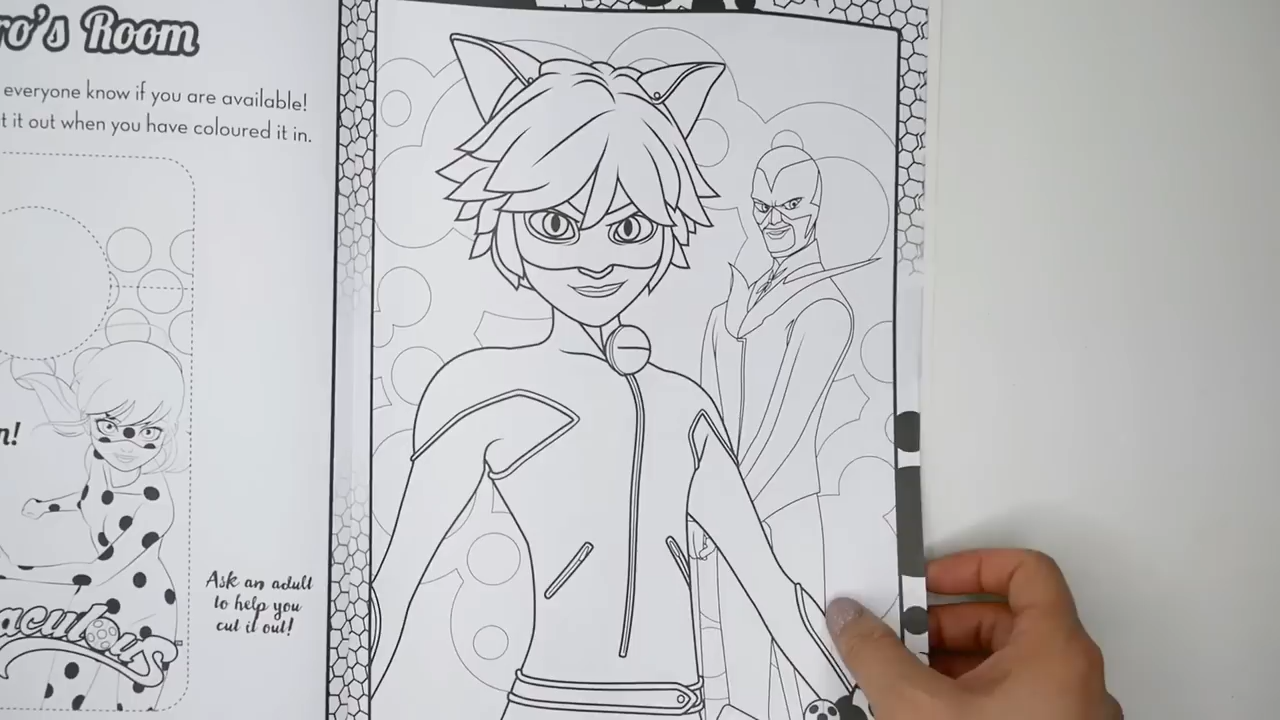 ro's Room
everyone know if you are available!
t it out when you have coloured it in.
n!
Ask an adult
to help you
cut it out!
aculous